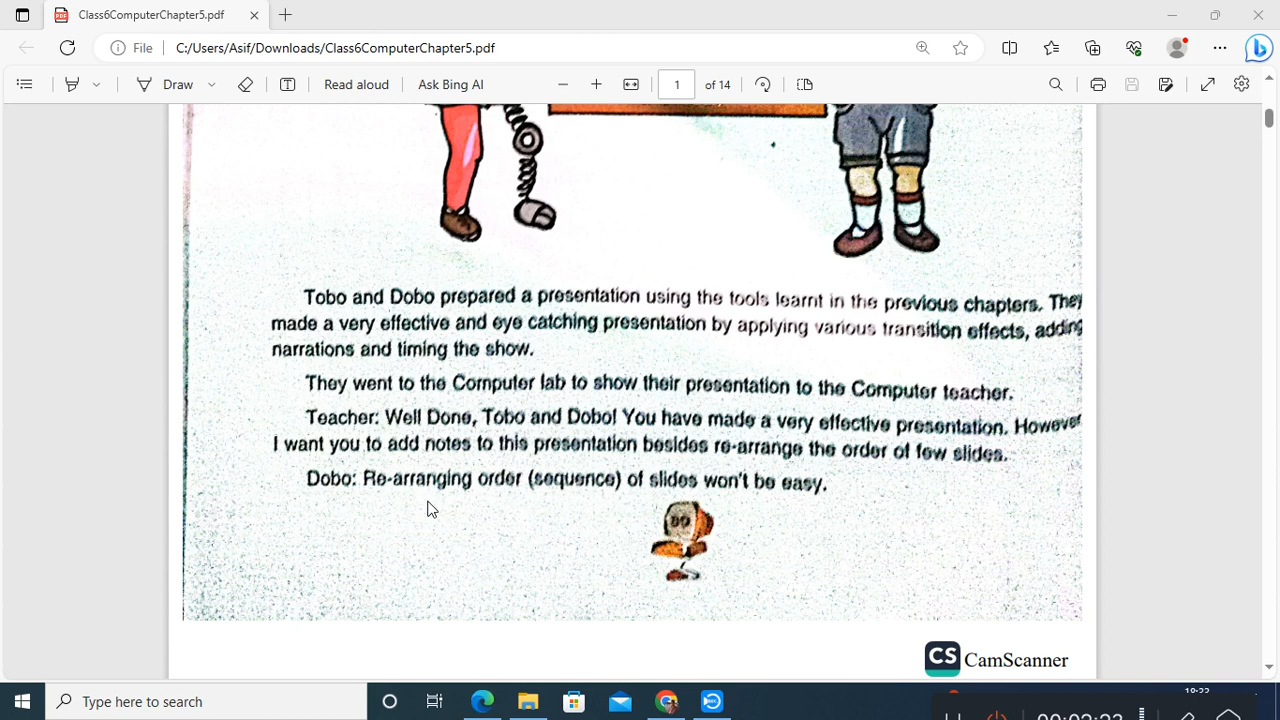 Class6ComputerChapter5.pdf
File C:/Users/Asif/Downloads/Class6ComputerChapter5.pdf
Draw Read aloud Ask Bing AI 1 of 14
Tobo and Dobo prepared a presentation using the tools learnt in the previous chapters. They
made a very effective and eye catching presentation by applying various transition effects, adding
narrations and timing the show.
They went to the Computer lab to show their presentation to the Computer teacher.
Teacher: Well Done, Tobo and Dobo! You have made a very effective presentation. However
I want you to add notes to this presentation besides re-arrange the order of few slides.
Dobo: Re-arranging order (sequence) of slides won't be easy.
CS CamScanner
Type here to search